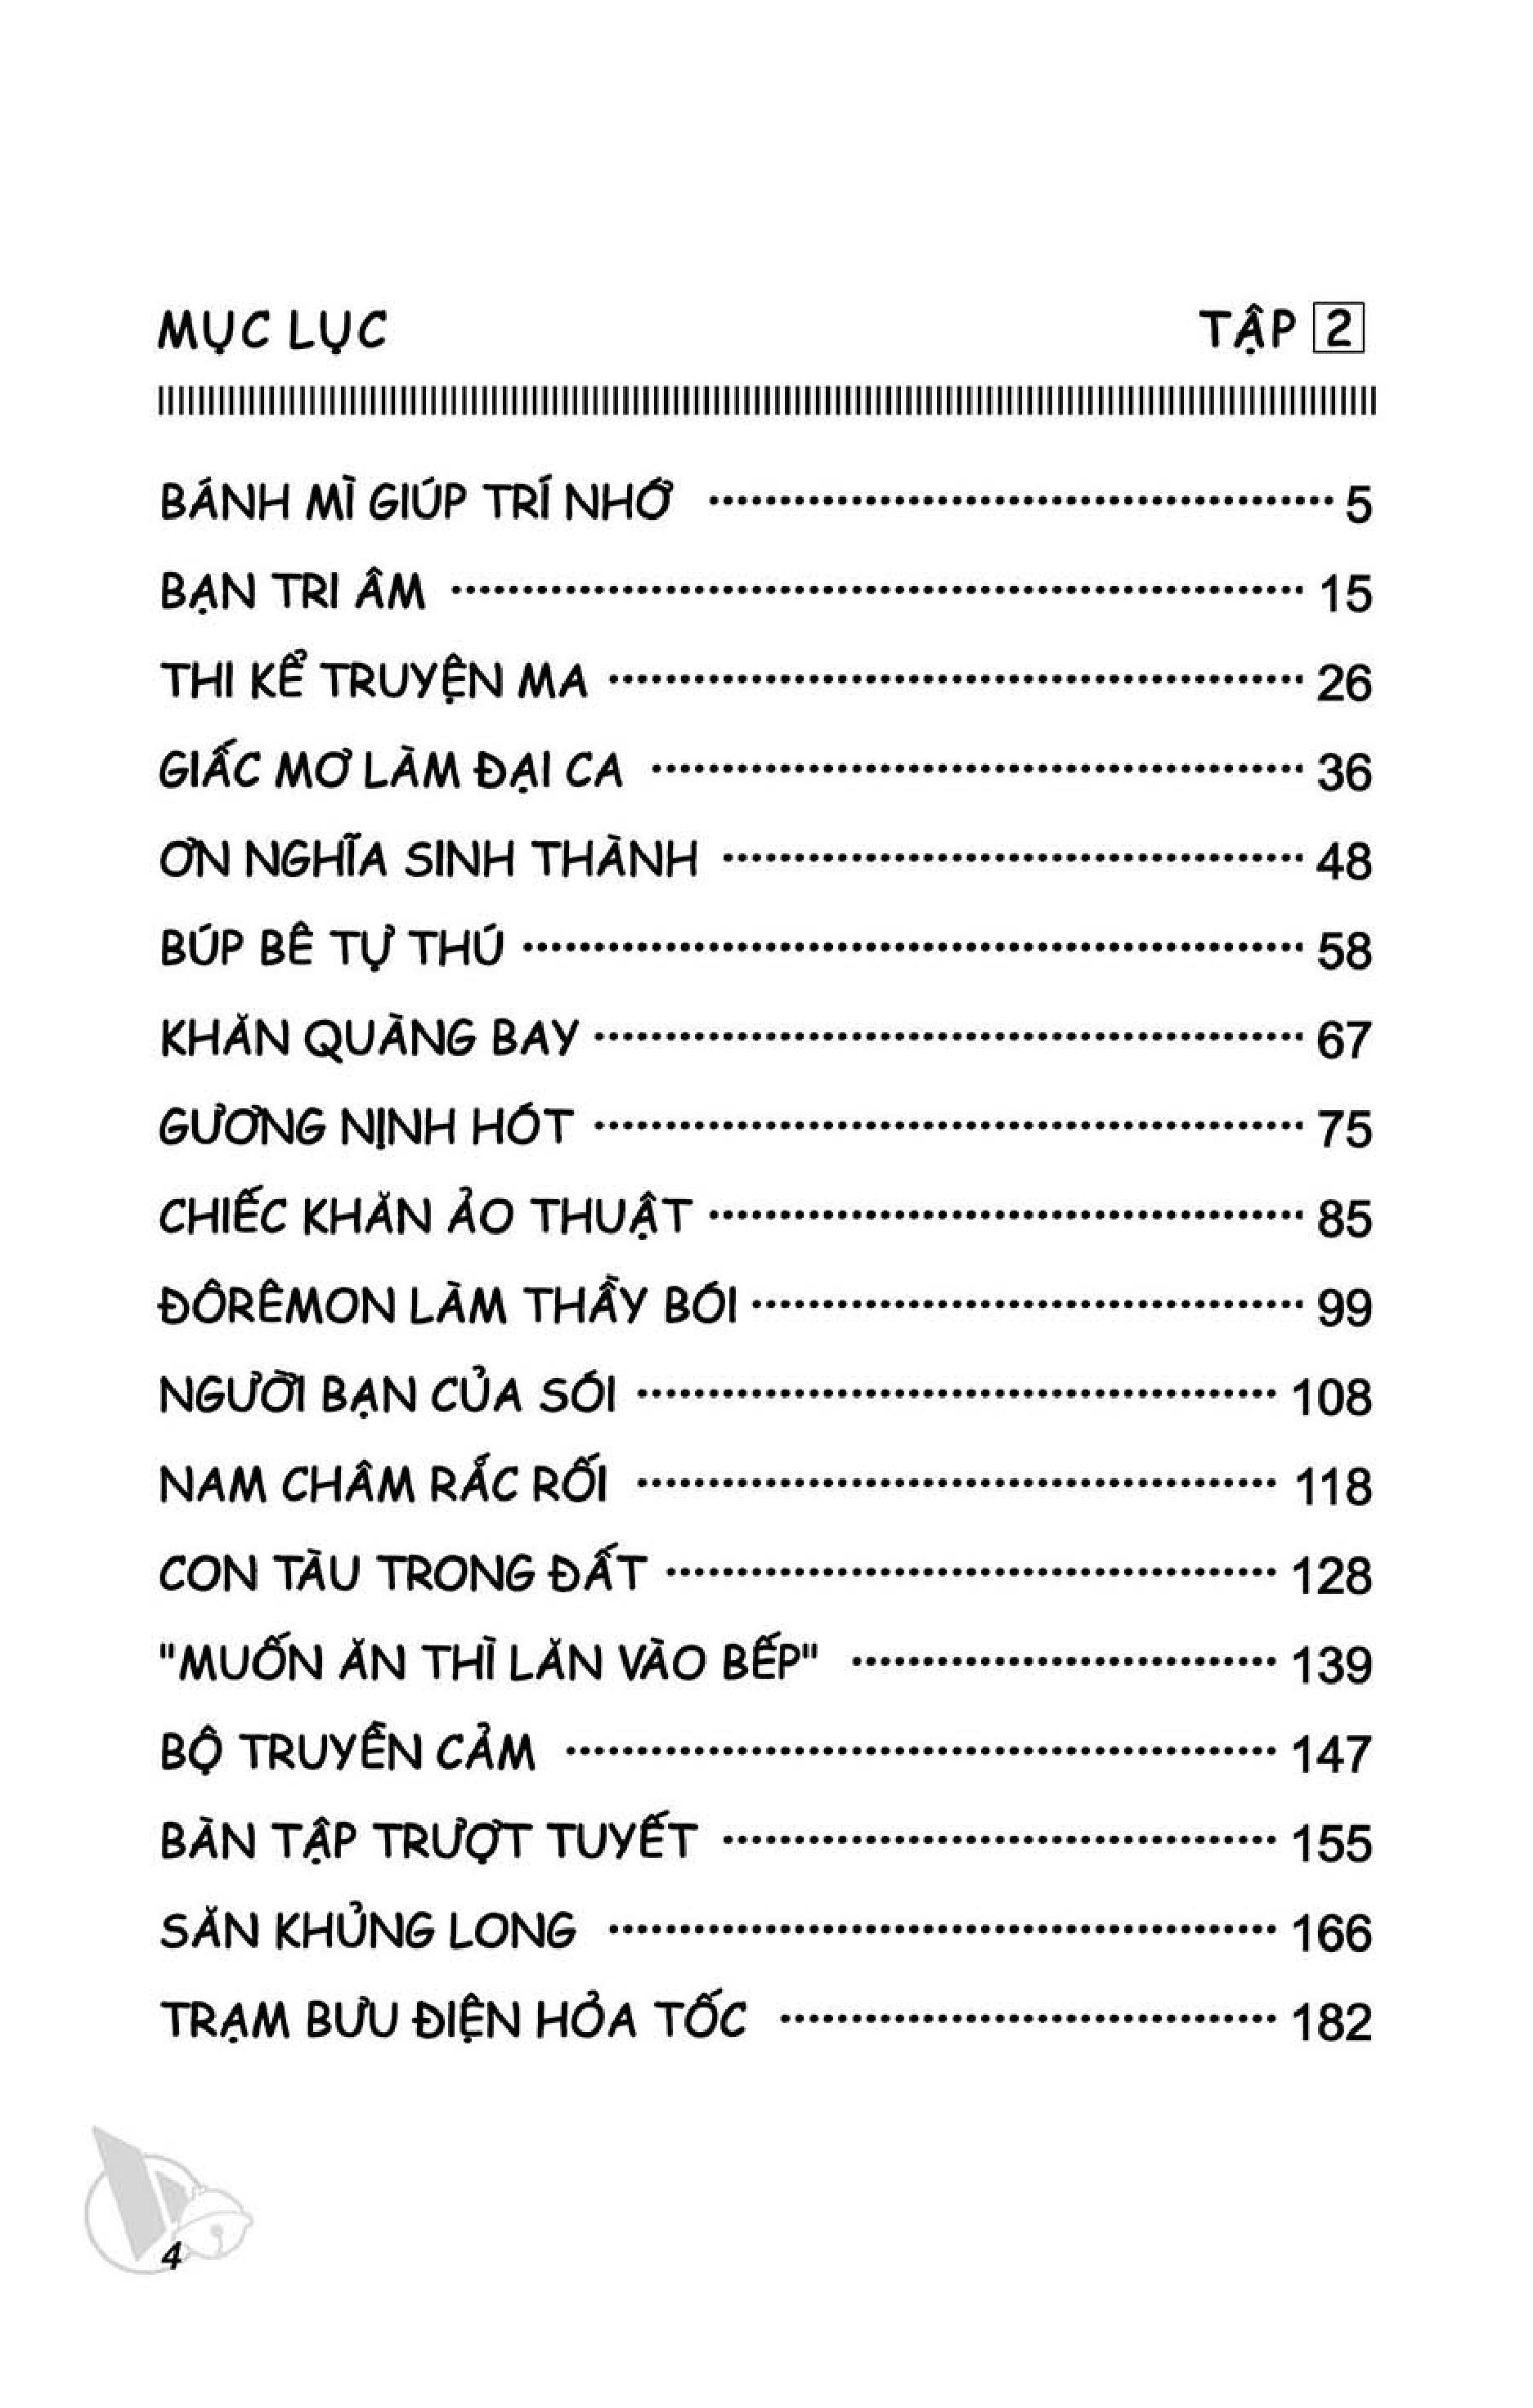 MỤC LỤC TẬP 2
BÁNH MÌ GIÚP TRÍ NHỚ 5
BẠN TRI ÂM 15
THI KỂ TRUYỆN MA 26
GIẤC MƠ LÀM ĐẠI CA 36
ƠN NGHĨA SINH THÀNH 48
BÚP BÊ TỰ THÚ 58
KHĂN QUÀNG BAY 67
GƯƠNG NỊNH HÓT 75
CHIẾC KHĂN ẢO THUẬT 85
ĐÔRÊMON LÀM THẦY BÓI 99
NGƯỜI BẠN CỦA SÓI 108
NAM CHÂM RẮC RỐI 118
CON TÀU TRONG ĐẤT 128
"MUỐN ĂN THÌ LĂN VÀO BẾP" 139
BỘ TRUYỀN CẢM 147
BÀN TẬP TRƯỢT TUYẾT 155
SĂN KHỦNG LONG 166
TRẠM BƯU ĐIỆN HỎA TỐC 182
4